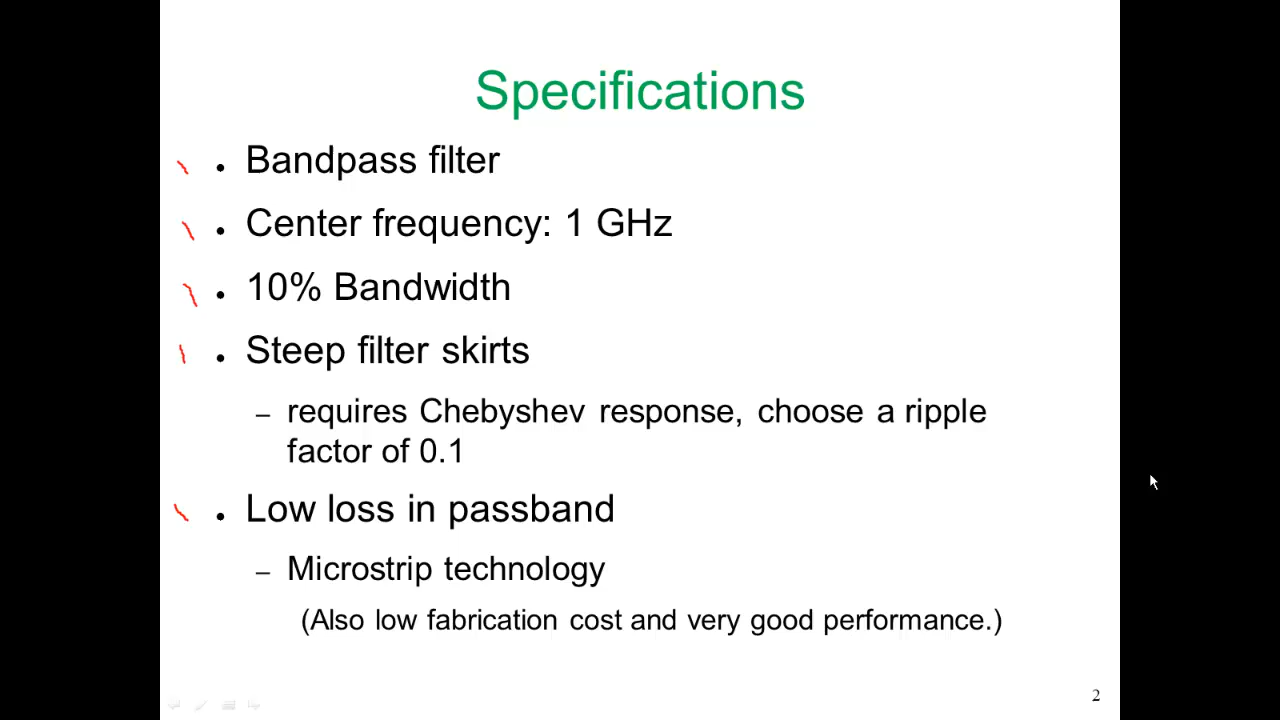 Specifications
• Bandpass filter
• Center frequency: 1 GHz
• 10% Bandwidth
• Steep filter skirts
– requires Chebyshev response, choose a ripple
factor of 0.1
• Low loss in passband
– Microstrip technology
(Also low fabrication cost and very good performance.)
2